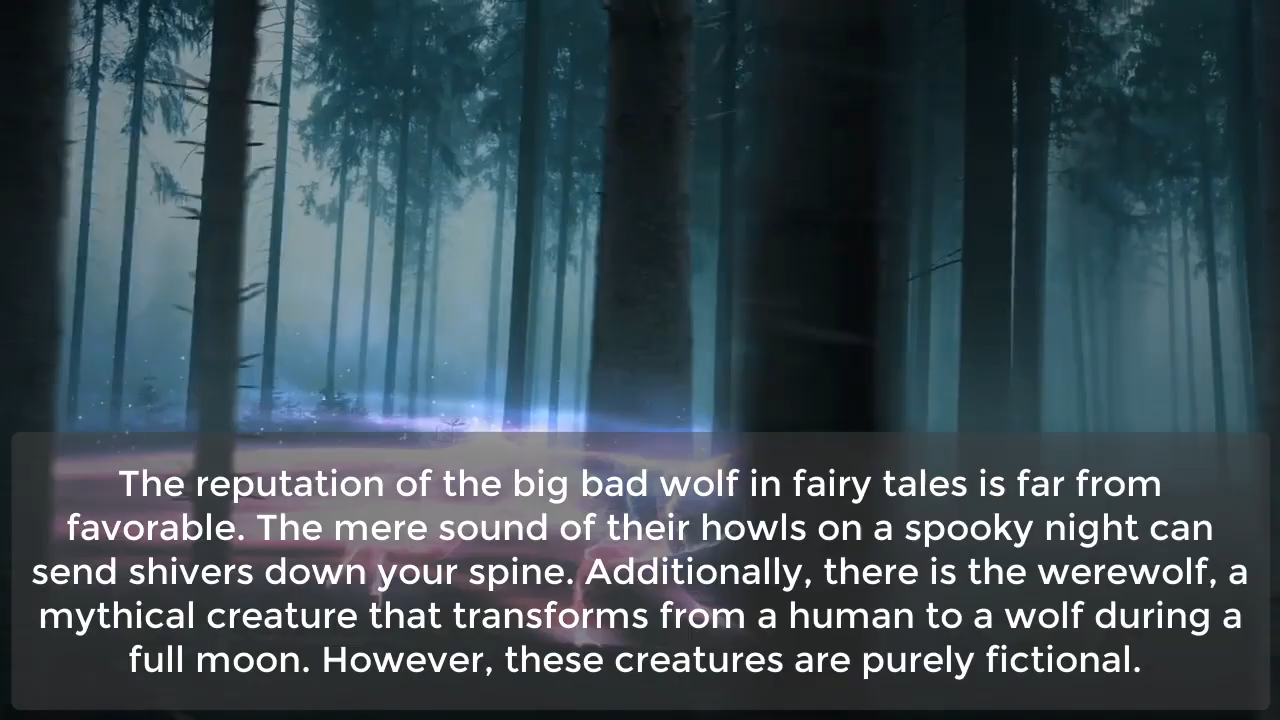 The reputation of the big bad wolf in fairy tales is far from
favorable. The mere sound of their howls on a spooky night can
send shivers down your spine. Additionally, there is the werewolf, a
mythical creature that transforms from a human to a wolf during a
full moon. However, these creatures are purely fictional.